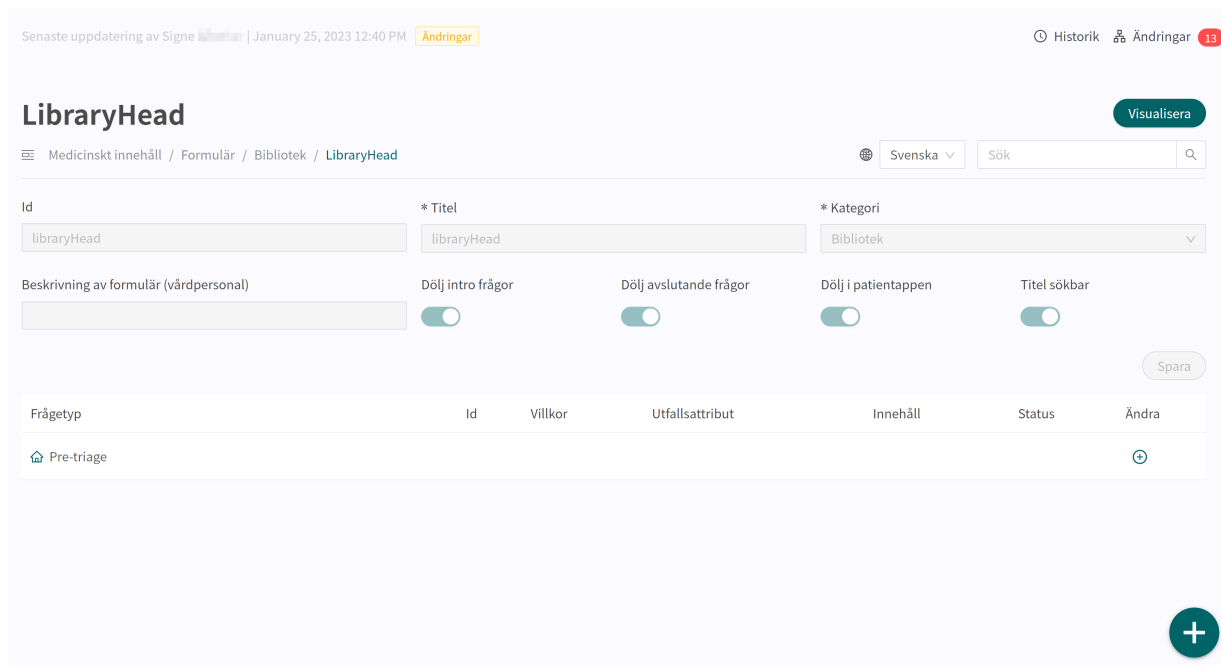 Senaste uppdatering av Signe | January 25, 2023 12:40 PM Ändringar
Historik Ändringar 13
LibraryHead
Visualisera
Medicinskt innehåll / Formulär / Bibliotek / LibraryHead
Svenska
Sök
Id
* Titel
* Kategori
libraryHead
libraryHead
Bibliotek
Beskrivning av formulär (vårdpersonal)
Dölj intro frågor
Dölj avslutande frågor
Dölj i patientappen
Titel sökbar
Spara
Frågetyp Id Villkor Utfallsattribut Innehåll Status Ändra
Pre-triage